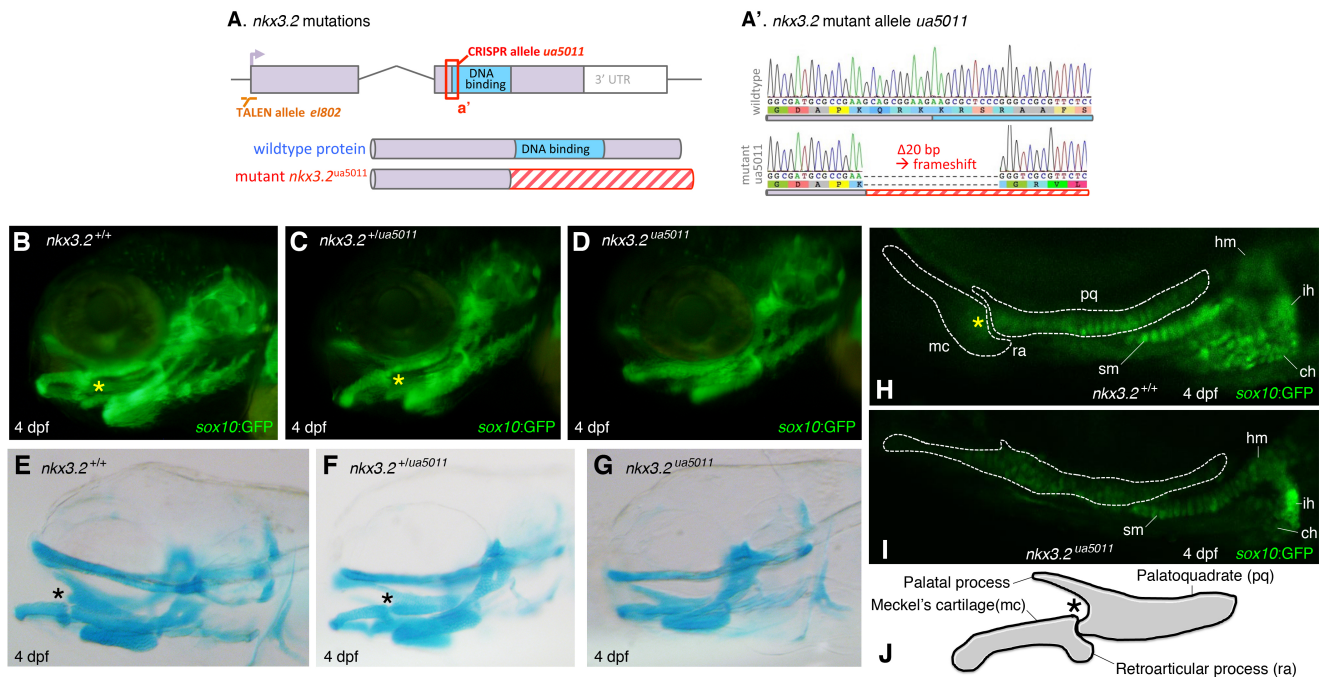 A. nkx3.2 mutations
CRISPR allele ua5011
DNA
binding
3' UTR
a'
TALEN allele el802
wildtype protein
DNA binding
mutant nkx3.2ua5011
A'. nkx3.2 mutant allele ua5011
wildtype
GGCGATGCGCCGAAGCAGCGGAAGAAGCGCTCCCGGGCCGCGTTCTCC
G D A P K Q R K K R S R A A F S
mutant
ua5011
Δ20 bp
→ frameshift
GGCGATGCGCCGAA--------------------GGGTCGCGTTCTC
G D A P K G R V L
B nkx3.2+/+
*
4 dpf sox10:GFP
C nkx3.2+/ua5011
*
4 dpf sox10:GFP
D nkx3.2ua5011
4 dpf sox10:GFP
E nkx3.2+/+
*
4 dpf
F nkx3.2+/ua5011
*
4 dpf
G nkx3.2ua5011
4 dpf
hm
ih
pq
*
mc
ra
sm
ch
H nkx3.2+/+ 4 dpf sox10:GFP
hm
ih
sm
ch
I nkx3.2ua5011 4 dpf sox10:GFP
Palatal process
Palatoquadrate (pq)
Meckel's cartilage(mc)
*
J
Retroarticular process (ra)